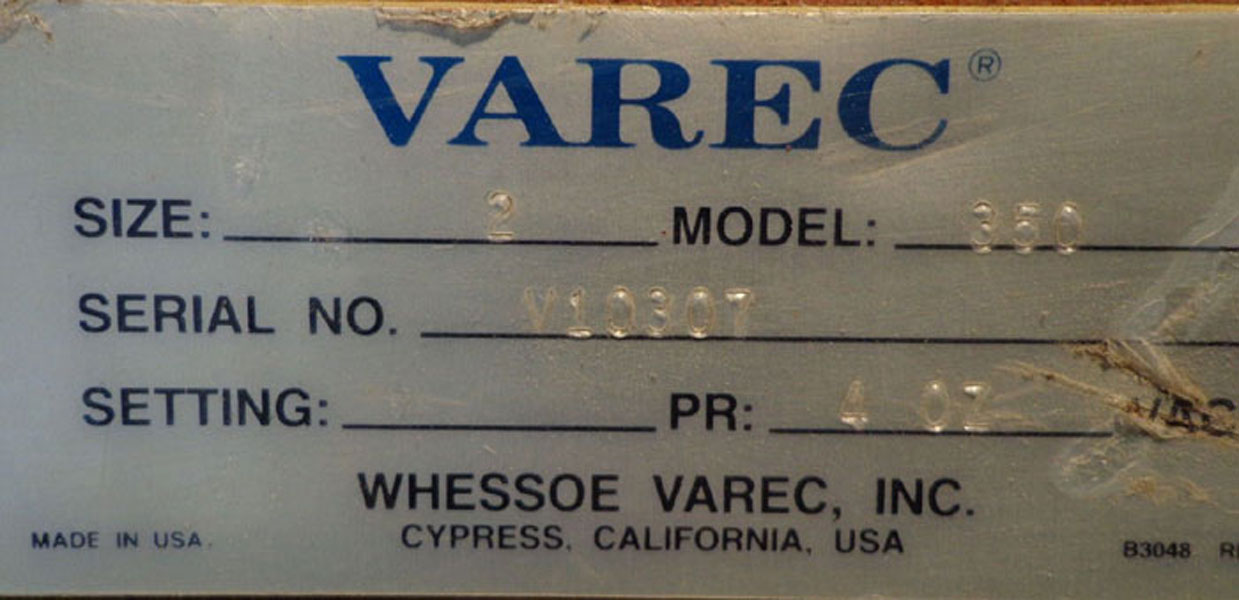 VAREC®
SIZE: 2 MODEL: 350
SERIAL NO. V10307
SETTING: PR: 4 OZ VAC
WHESSOE VAREC, INC.
CYPRESS, CALIFORNIA, USA
MADE IN USA. B3048